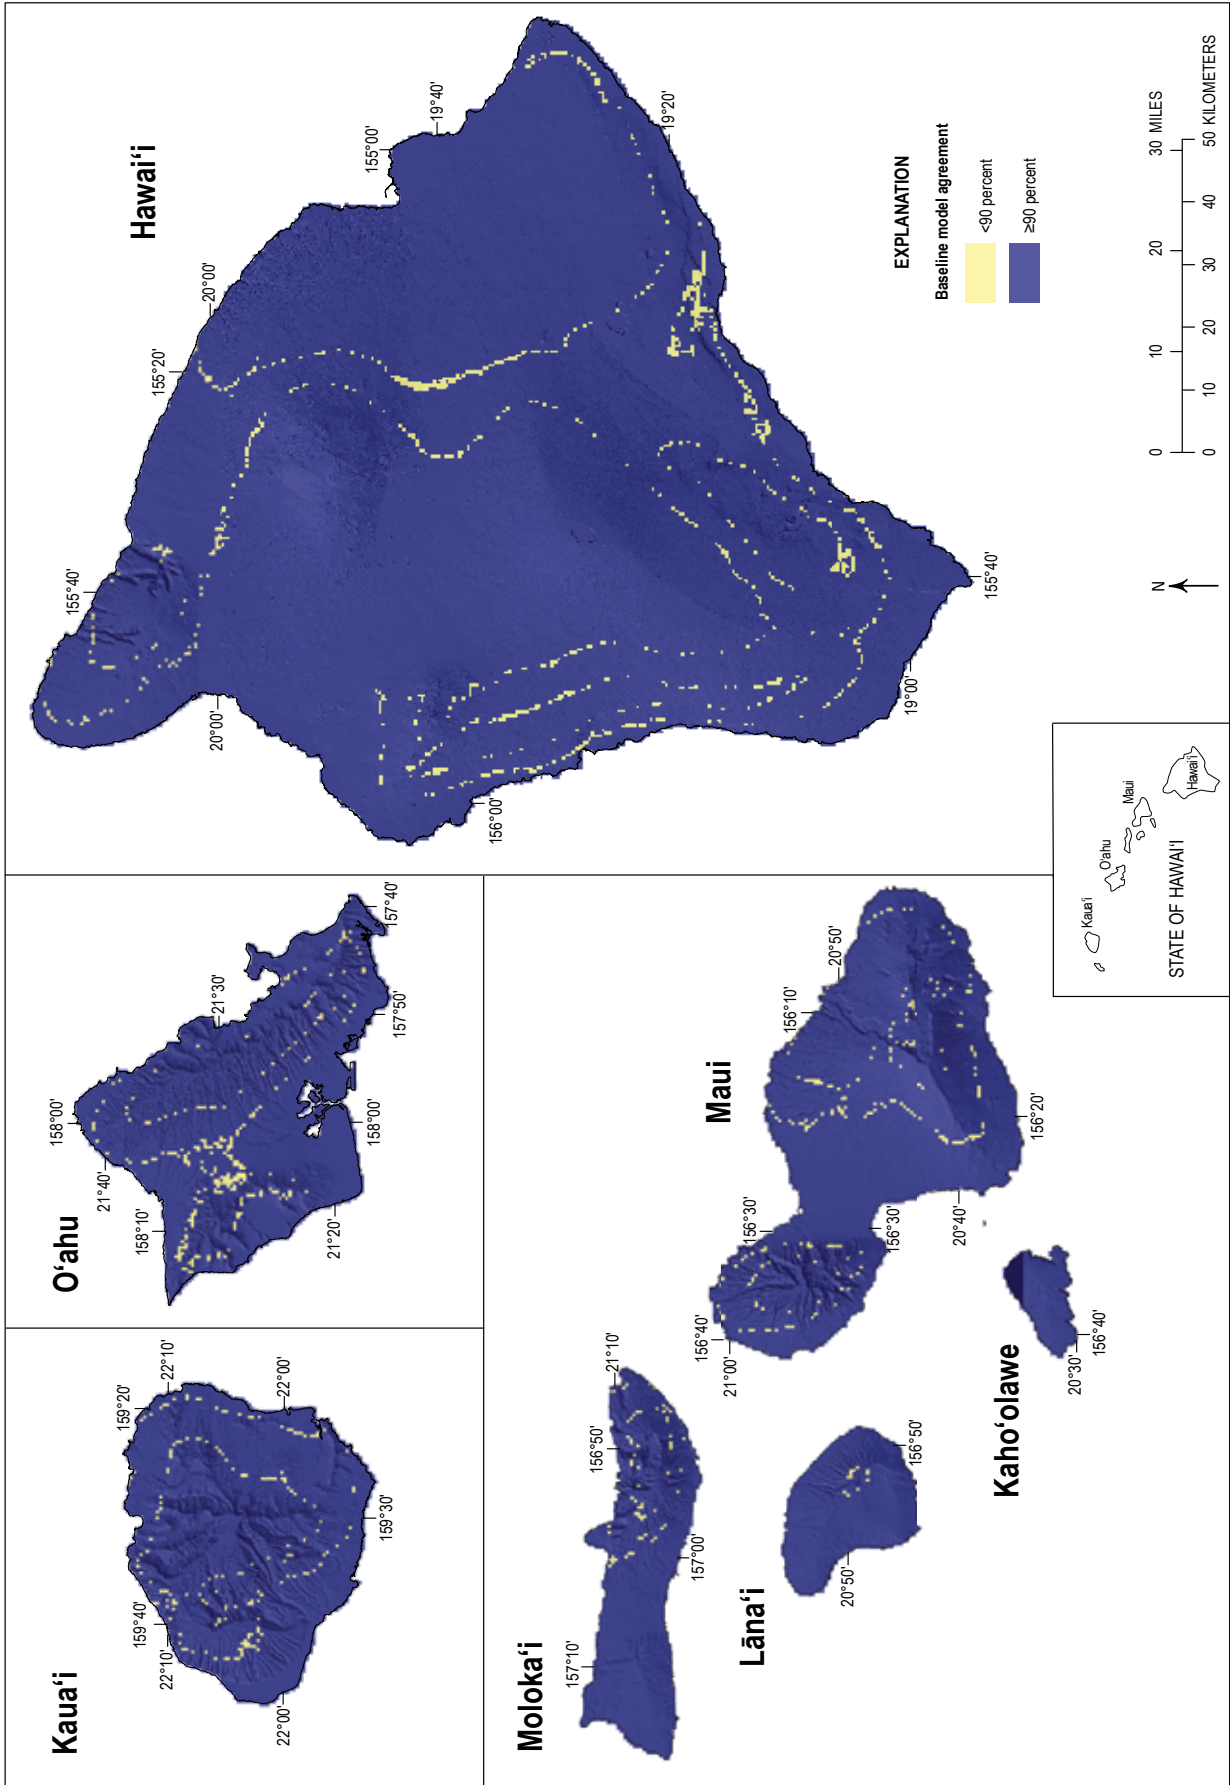 Kauaʻi
159°40'
22°10'
159°20'
22°10'
22°00'
22°00'
159°30'
Oʻahu
158°10'
21°40'
158°00'
21°30'
21°20'
158°00'
157°50'
157°40'
Hawaiʻi
155°40'
155°20'
20°00'
155°00'
19°40'
20°00'
156°00'
19°20'
19°00'
155°40'
Molokaʻi
157°10'
156°50'
21°10'
157°00'
Lānaʻi
20°50'
156°50'
Maui
156°40'
21°00'
156°30'
156°10'
20°50'
156°30'
20°40'
156°20'
Kahoʻolawe
20°30'
156°40'
Kauaʻi
Oʻahu
Maui
Hawaiʻi
STATE OF HAWAIʻI
EXPLANATION
Baseline model agreement
<90 percent
≥90 percent
N
0 10 20 30 MILES
0 10 20 30 40 50 KILOMETERS